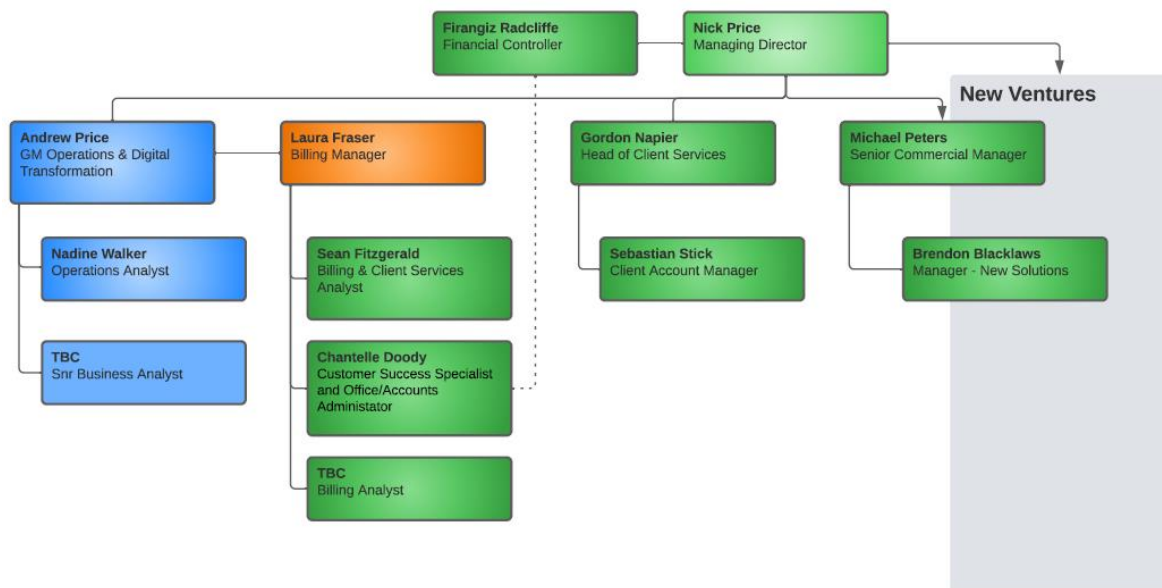 Firangiz Radcliffe
Financial Controller
Nick Price
Managing Director
New Ventures
Andrew Price
GM Operations & Digital
Transformation
Laura Fraser
Billing Manager
Gordon Napier
Head of Client Services
Michael Peters
Senior Commercial Manager
Nadine Walker
Operations Analyst
Sean Fitzgerald
Billing & Client Services
Analyst
Sebastian Stick
Client Account Manager
Brendon Blacklaws
Manager - New Solutions
TBC
Snr Business Analyst
Chantelle Doody
Customer Success Specialist
and Office/Accounts
Administator
TBC
Billing Analyst